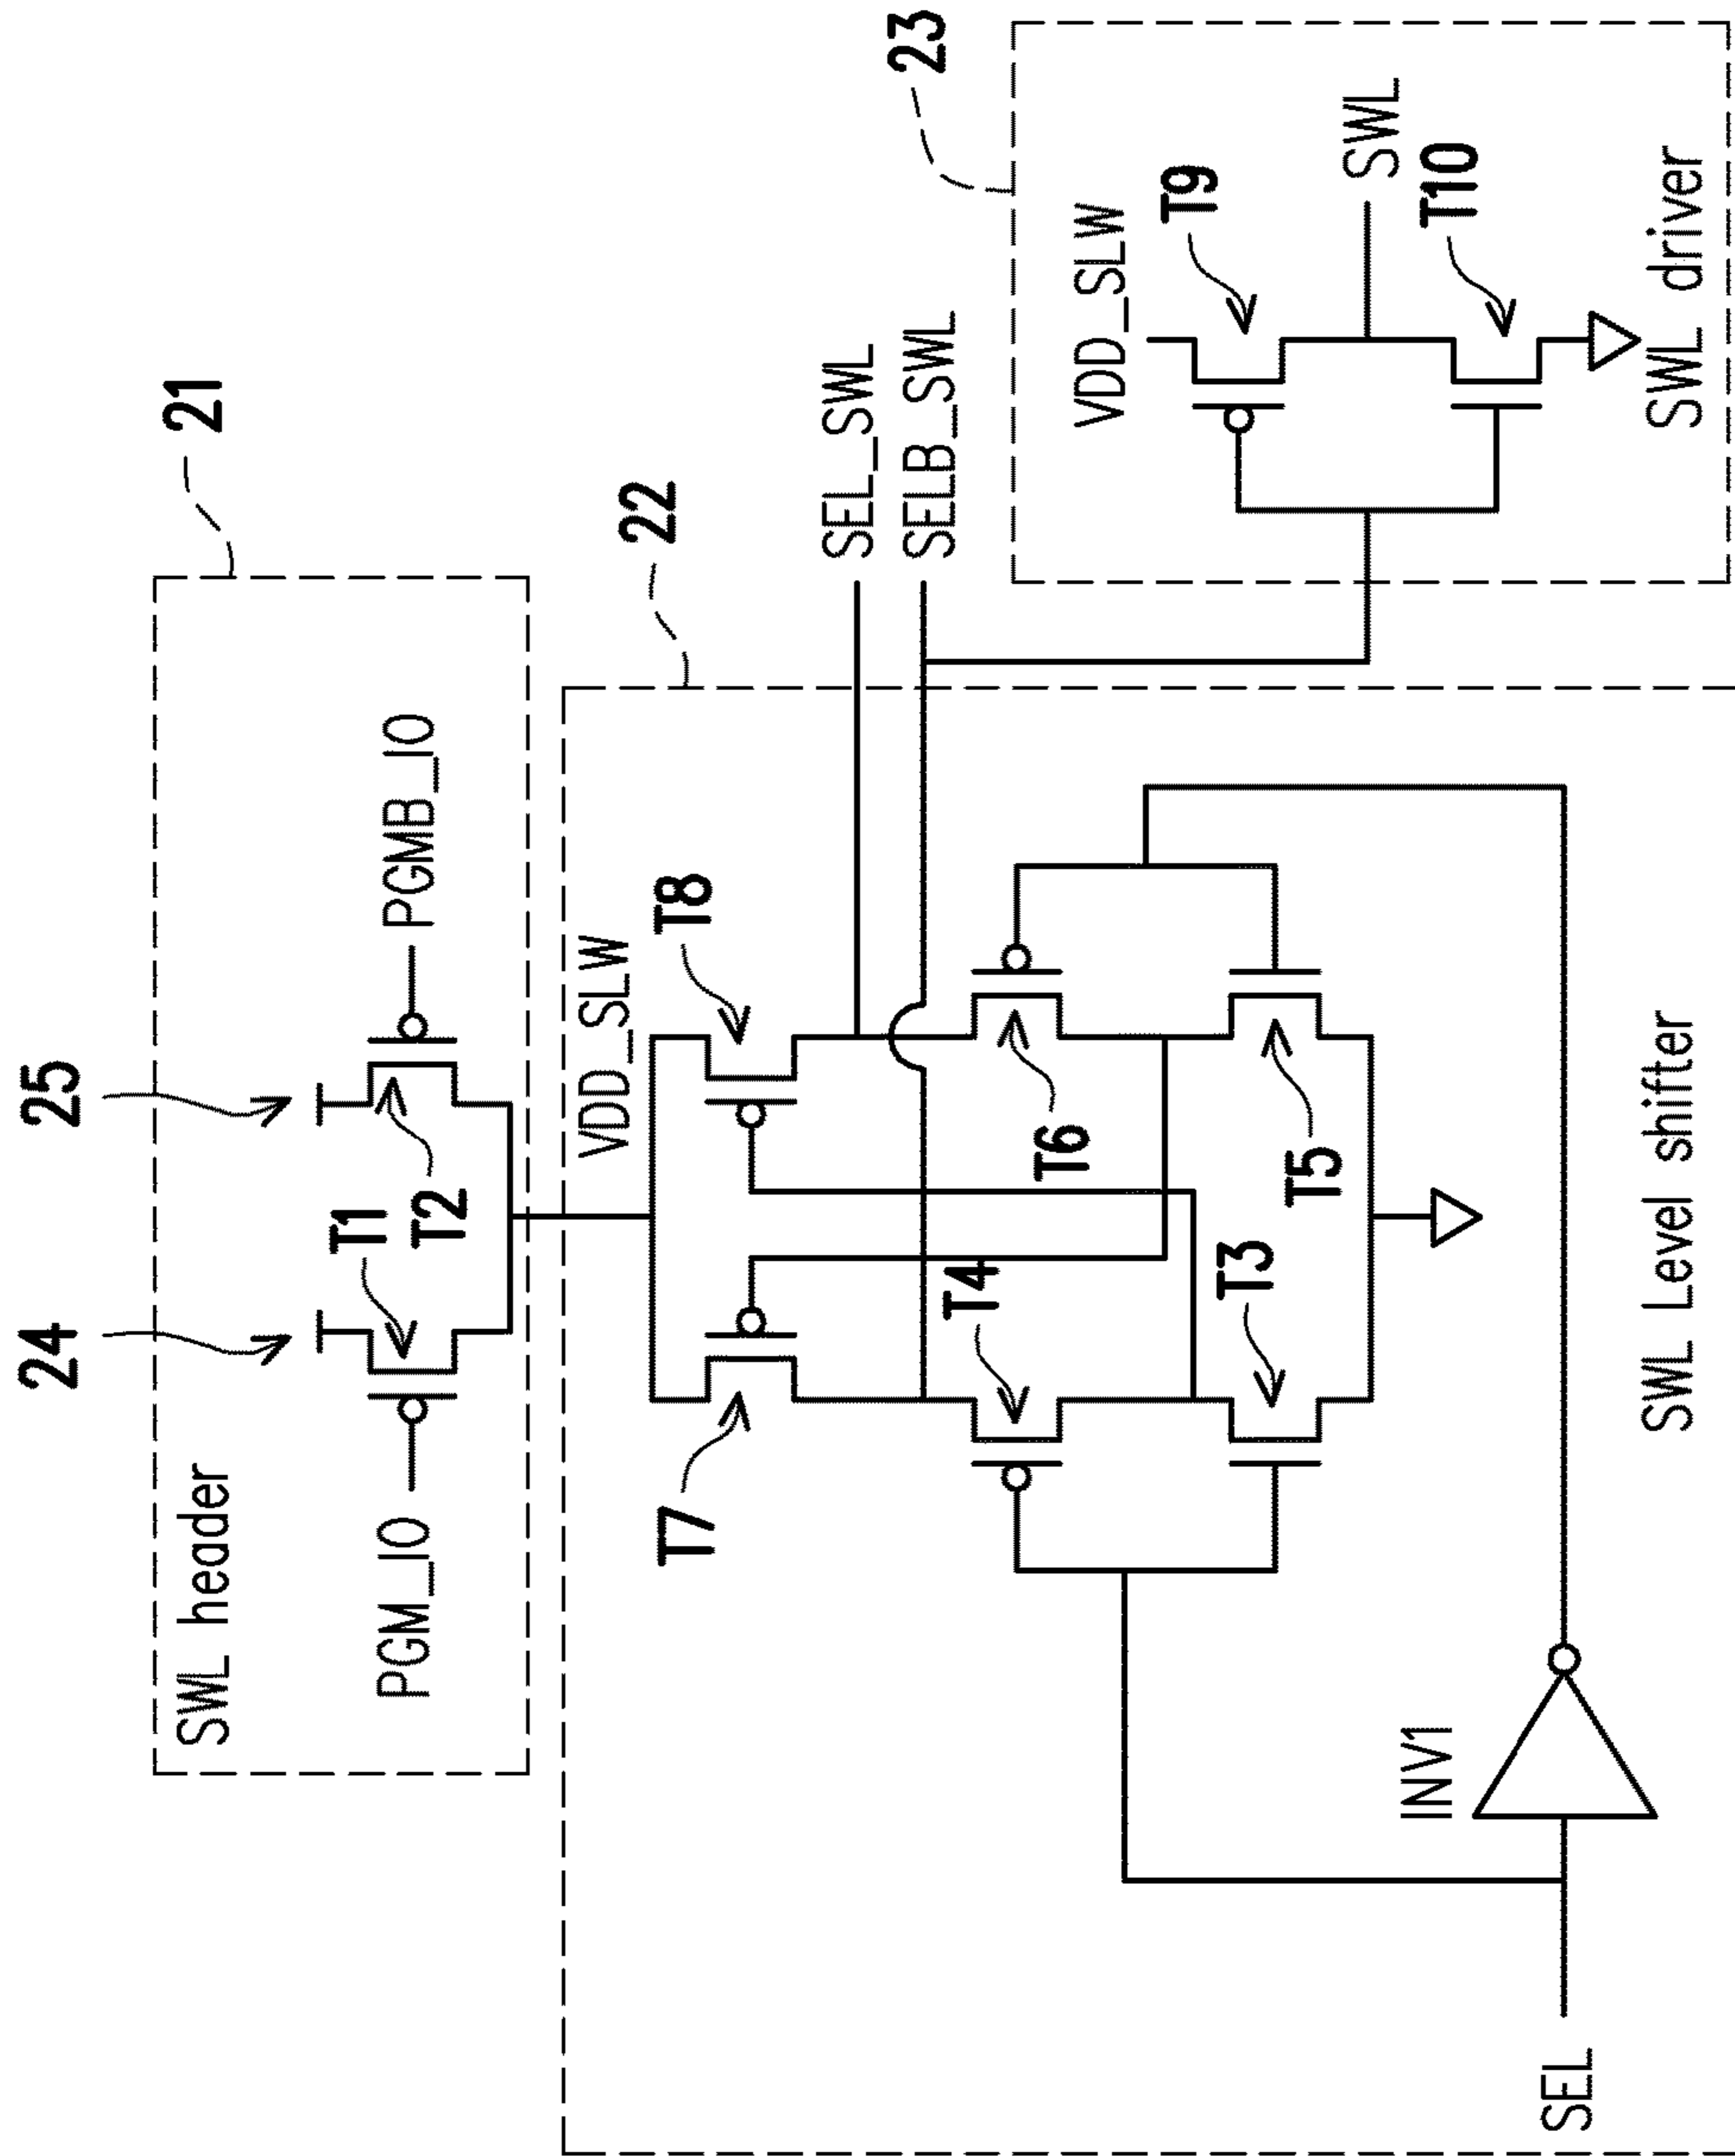 24
25
21
SWL header
PGM_IO
T1
T2
PGMB_IO
VDD_SLW
22
T7
T8
SEL_SWL
SELB_SWL
23
T4
T6
T3
T5
VDD_SLW
T9
SWL
T10
SWL driver
INV1
SEL
SWL Level shifter